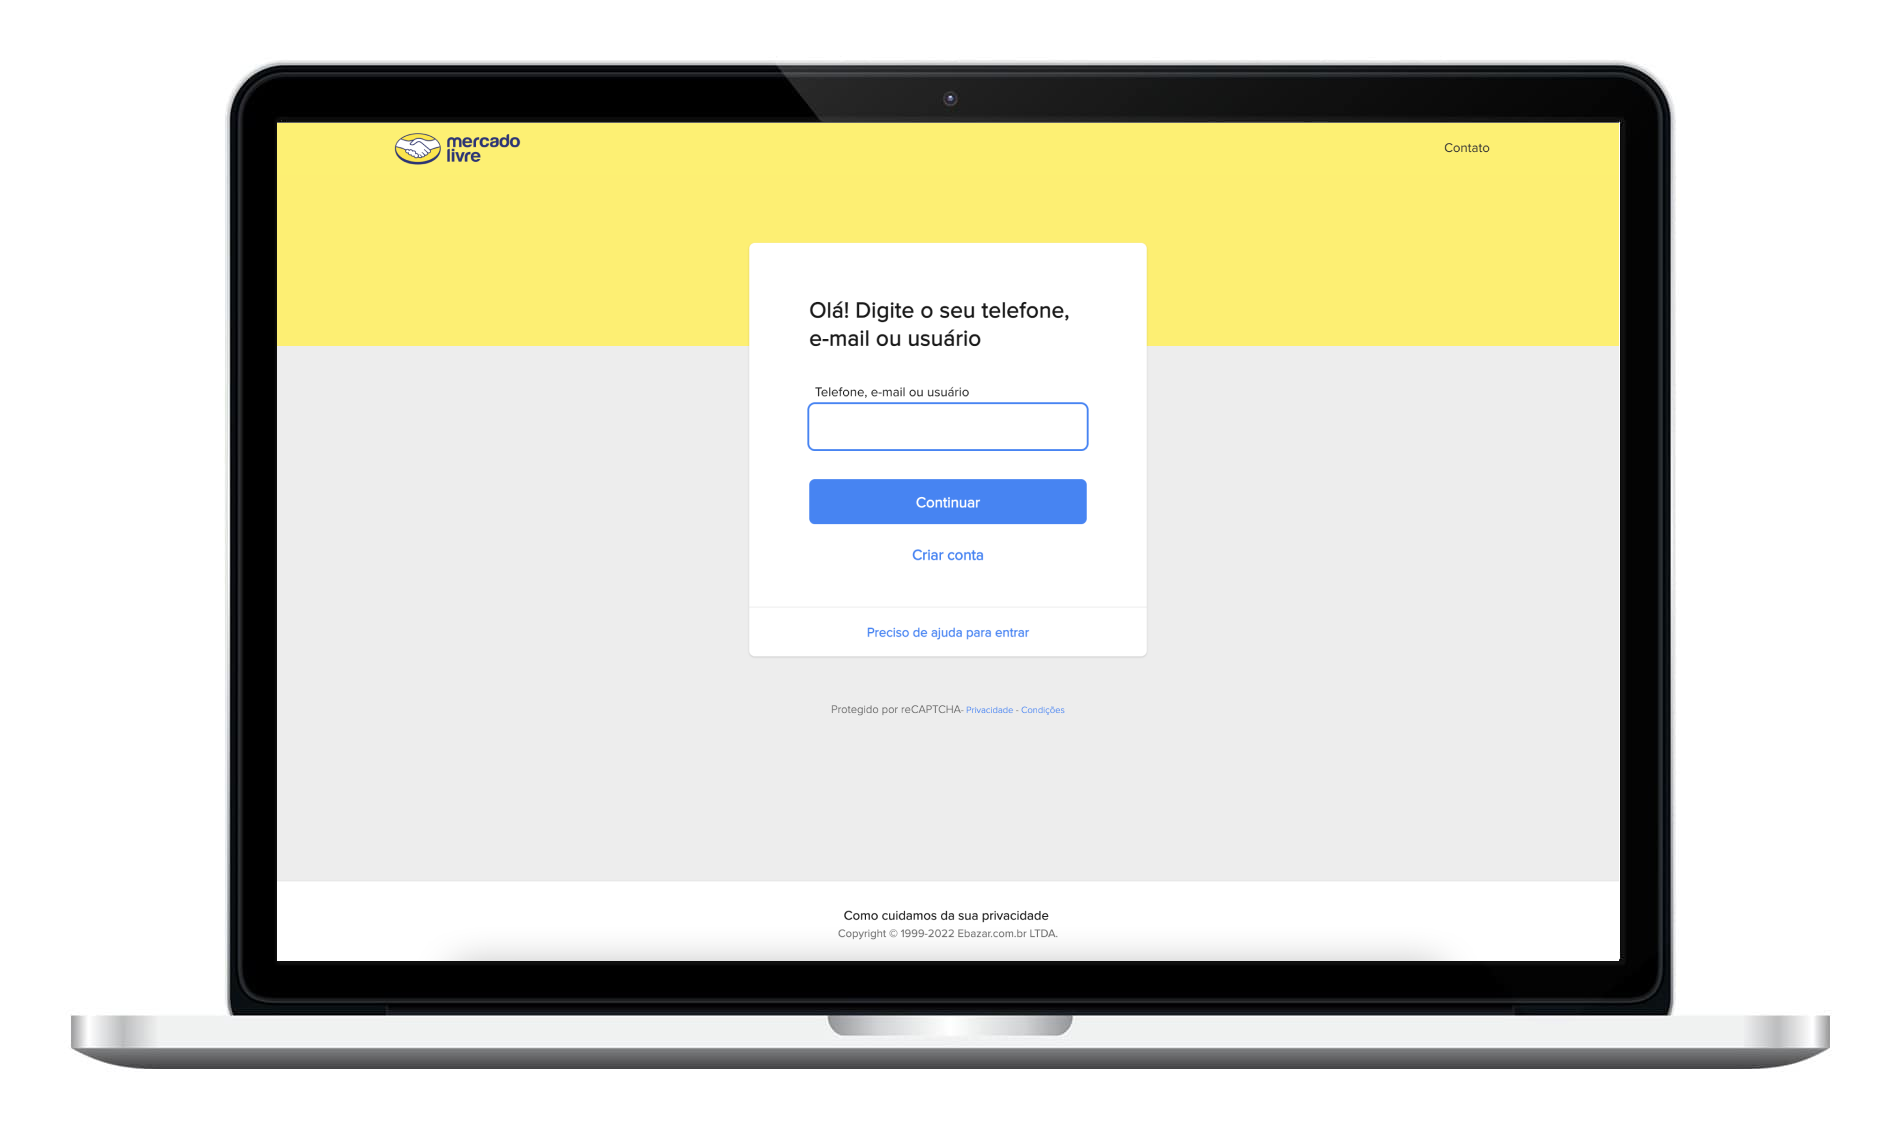 mercado
livre
Contato
Olá! Digite o seu telefone,
e-mail ou usuário
Telefone, e-mail ou usuário
Continuar
Criar conta
Preciso de ajuda para entrar
Protegido por reCAPTCHA- Privacidade - Condições
Como cuidamos da sua privacidade
Copyright © 1999-2022 Ebazar.com.br LTDA.